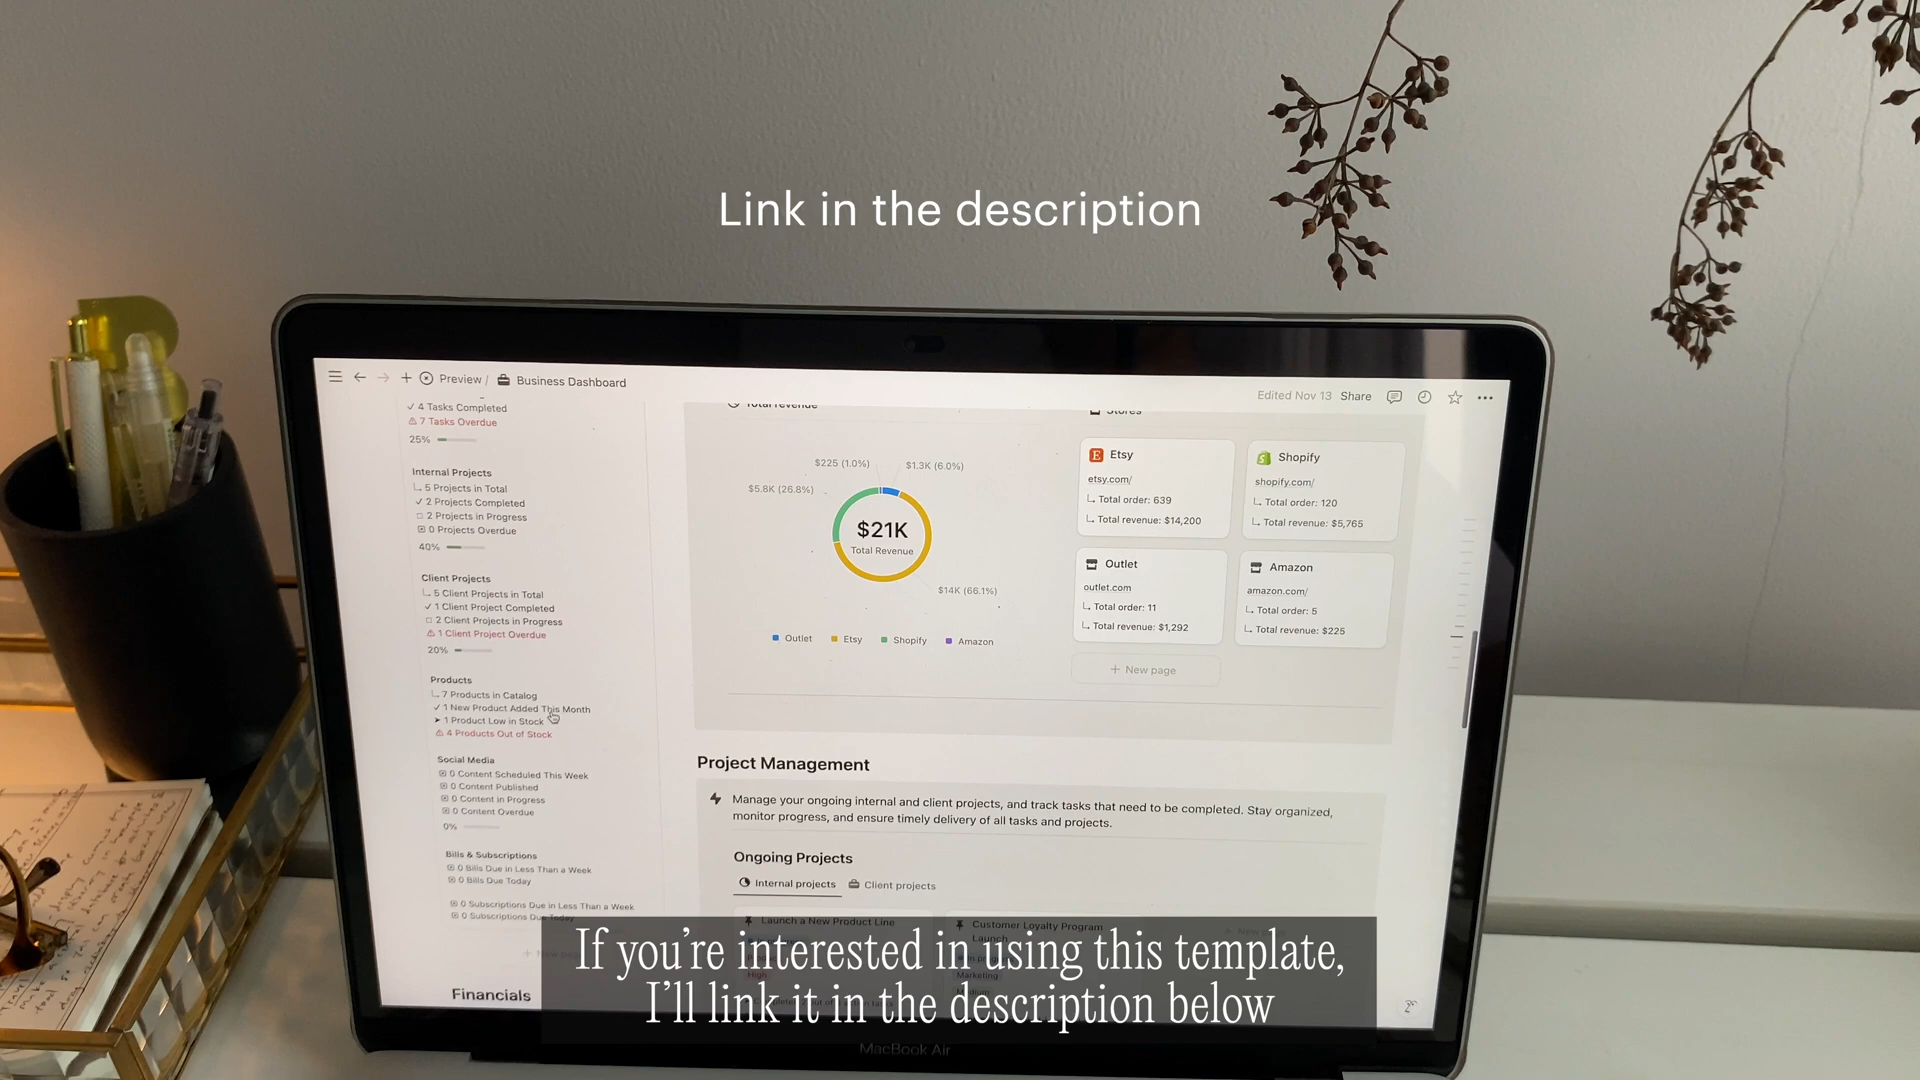 Link in the description
Preview / Business Dashboard
Edited Nov 13 Share
4 Tasks Completed
7 Tasks Overdue
25%
Internal Projects
5 Projects in Total
2 Projects Completed
2 Projects in Progress
0 Projects Overdue
40%
Client Projects
5 Client Projects in Total
1 Client Project Completed
2 Client Projects in Progress
1 Client Project Overdue
20%
Products
7 Products in Catalog
1 New Product Added This Month
1 Product Low in Stock
4 Products Out of Stock
Social Media
0 Content Scheduled This Week
0 Content Published
0 Content in Progress
0 Content Overdue
0%
Bills & Subscriptions
0 Bills Due in Less Than a Week
0 Bills Due Today
0 Subscriptions Due in Less Than a Week
0 Subscriptions Due Today
Financials
Total revenue
$225 (1.0%)
$1.3K (6.0%)
$5.8K (26.8%)
$21K
Total Revenue
$14K (66.1%)
Outlet Etsy Shopify Amazon
Stores
Etsy
etsy.com/
Total order: 639
Total revenue: $14,200
Shopify
shopify.com/
Total order: 120
Total revenue: $5,765
Outlet
outlet.com
Total order: 11
Total revenue: $1,292
Amazon
amazon.com/
Total order: 5
Total revenue: $225
+ New page
Project Management
Manage your ongoing internal and client projects, and track tasks that need to be completed. Stay organized,
monitor progress, and ensure timely delivery of all tasks and projects.
Ongoing Projects
Internal projects Client projects
Launch a New Product Line
High
Customer Loyalty Program
Launch
Marketing
If you're interested in using this template,
I'll link it in the description below
MacBook Air